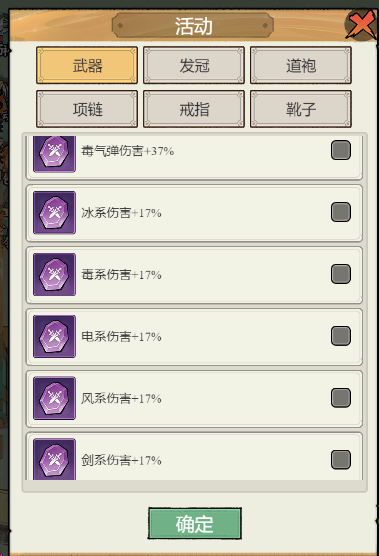 活动
武器 发冠 道袍
项链 戒指 靴子
毒气弹伤害+37%
冰系伤害+17%
毒系伤害+17%
电系伤害+17%
风系伤害+17%
剑系伤害+17%
确定